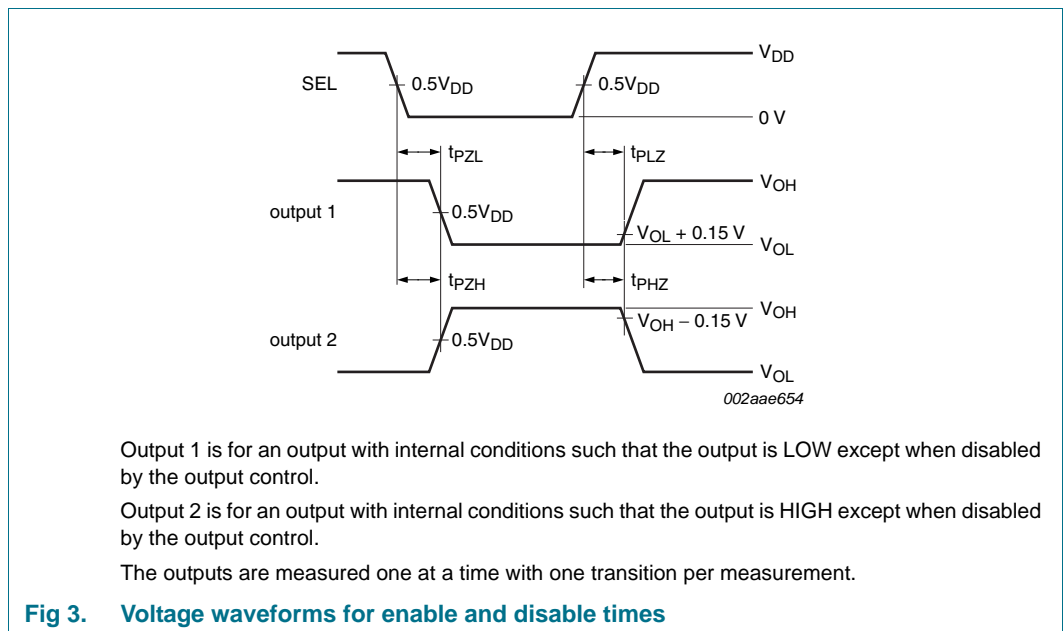 V_DD
SEL 0.5V_DD 0.5V_DD
0 V
t_PZL t_PLZ
V_OH
output 1 0.5V_DD V_OL + 0.15 V
V_OL
t_PZH t_PHZ
V_OH
V_OH − 0.15 V
output 2 0.5V_DD
V_OL
002aae654
Output 1 is for an output with internal conditions such that the output is LOW except when disabled
by the output control.
Output 2 is for an output with internal conditions such that the output is HIGH except when disabled
by the output control.
The outputs are measured one at a time with one transition per measurement.
Fig 3. Voltage waveforms for enable and disable times